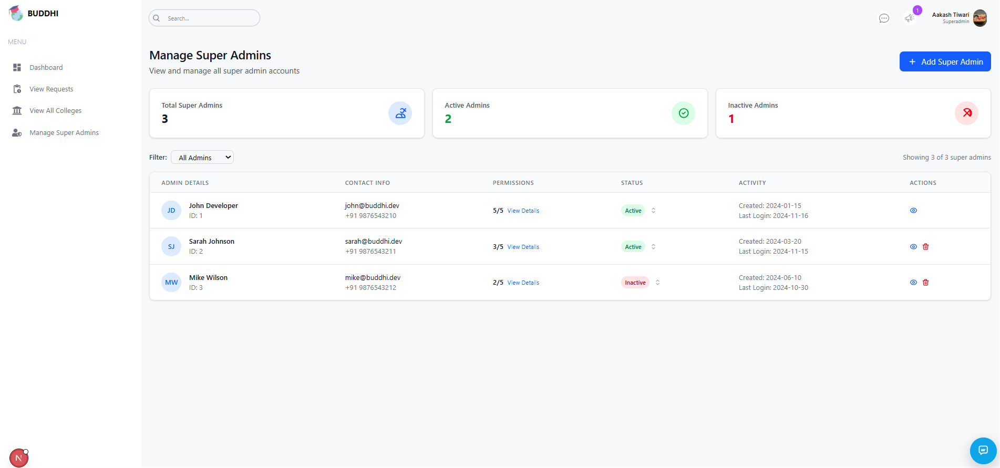 BUDDHI
MENU
Dashboard
View Requests
View All Colleges
Manage Super Admins
Search...
1
Aakash Tiwari
Superadmin
Manage Super Admins
View and manage all super admin accounts
+ Add Super Admin
Total Super Admins
3
Active Admins
2
Inactive Admins
1
Filter: All Admins
Showing 3 of 3 super admins
ADMIN DETAILS CONTACT INFO PERMISSIONS STATUS ACTIVITY ACTIONS
JD John Developer john@buddhi.dev 5/5 View Details Active Created: 2024-01-15
ID: 1 +91 9876543210 Last Login: 2024-11-16
SJ Sarah Johnson sarah@buddhi.dev 3/5 View Details Active Created: 2024-03-20
ID: 2 +91 9876543211 Last Login: 2024-11-15
MW Mike Wilson mike@buddhi.dev 2/5 View Details Inactive Created: 2024-06-10
ID: 3 +91 9876543212 Last Login: 2024-10-30
N